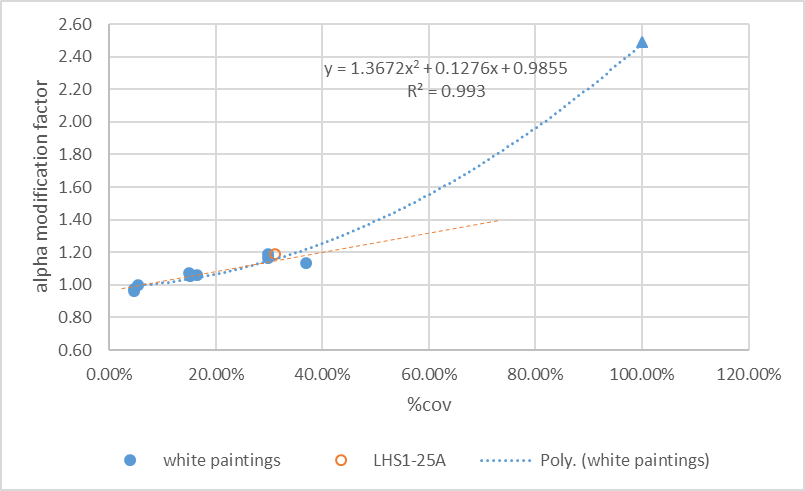 2.60
2.40
2.20
2.00
1.80
1.60
1.40
1.20
1.00
0.80
0.60
alpha modification factor
y = 1.3672x² + 0.1276x + 0.9855
R² = 0.993
0.00% 20.00% 40.00% 60.00% 80.00% 100.00% 120.00%
%cov
white paintings LHS1-25A Poly. (white paintings)